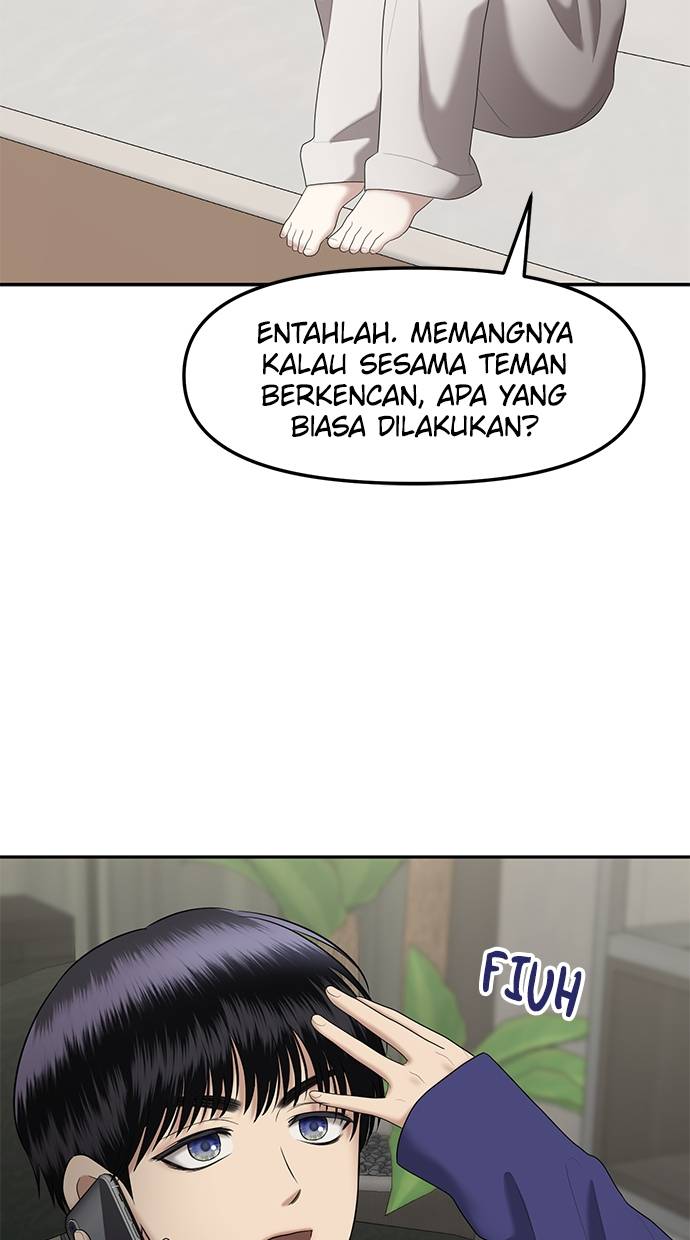 ENTAHLAH. MEMANGNYA
KALAU SESAMA TEMAN
BERKENCAN, APA YANG
BIASA DILAKUKAN?
FIUH